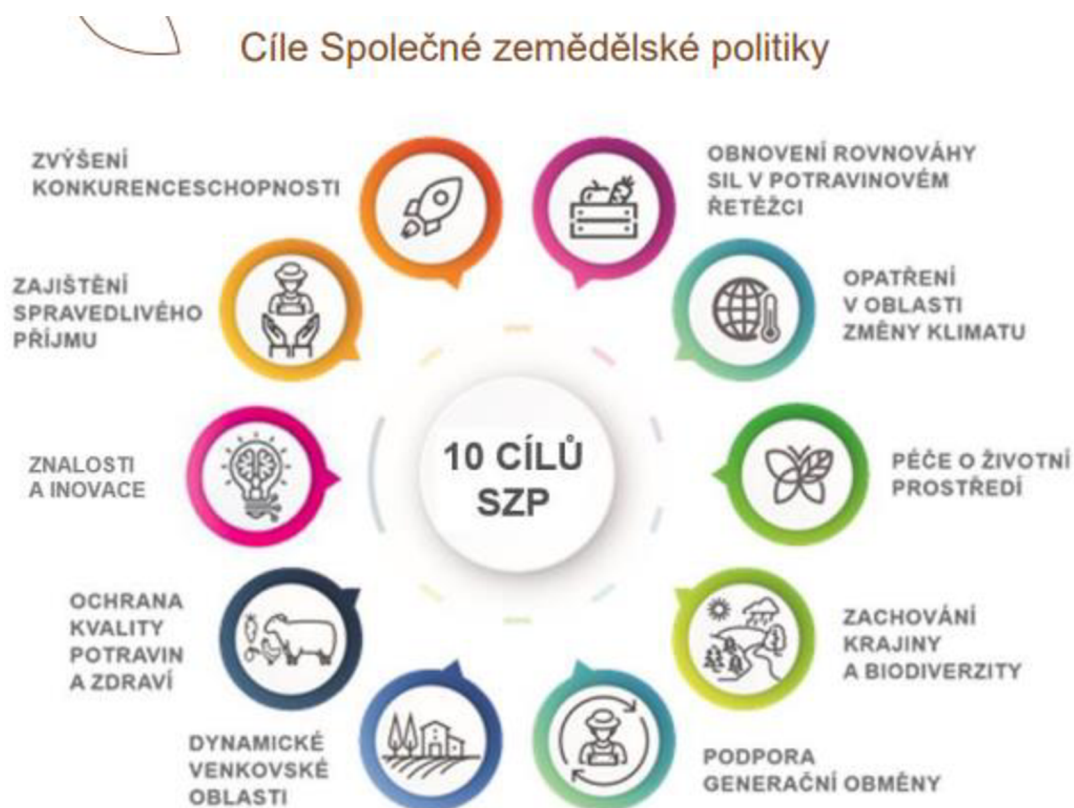 Cíle Společné zemědělské politiky
ZVÝŠENÍ
KONKURENCESCHOPNOSTI
OBNOVENÍ ROVNOVÁHY
SIL V POTRAVINOVÉM
ŘETĚŽCI
ZAJIŠTĚNÍ
SPRAVEDLIVÉHO
PŘÍJMU
OPATŘENÍ
V OBLASTI
ZMĚNY KLIMATU
ZNALOSTI
A INOVACE
10 CÍLŮ
SZP
PÉČE O ŽIVOTNÍ
PROSTŘEDÍ
OCHRANA
KVALITY
POTRAVIN
A ZDRAVÍ
ZACHOVÁNÍ
KRAJINY
A BIODIVERZITY
DYNAMICKÉ
VENKOVSKÉ
OBLASTI
PODPORA
GENERAČNÍ OBMĚNY